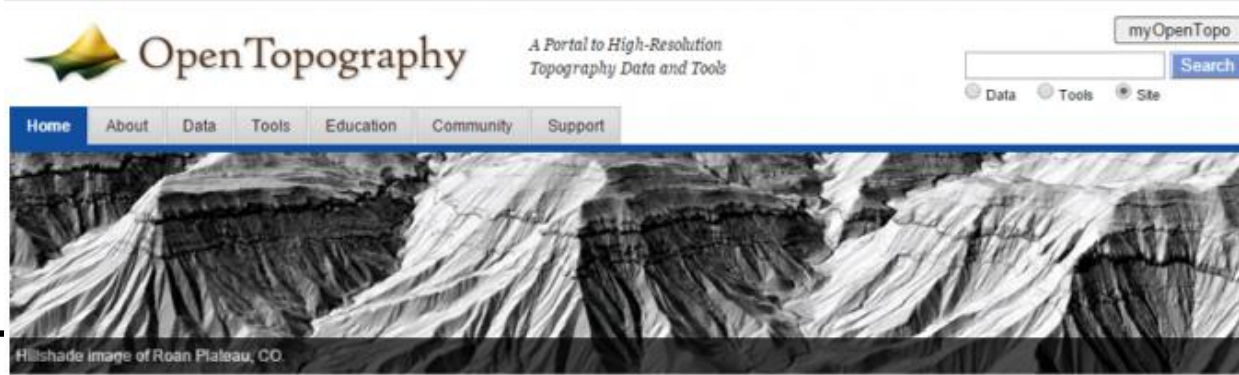 OpenTopography
A Portal to High-Resolution
Topography Data and Tools
myOpenTopo
Search
Data Tools Site
Home About Data Tools Education Community Support
Hillshade image of Roan Plateau, CO.